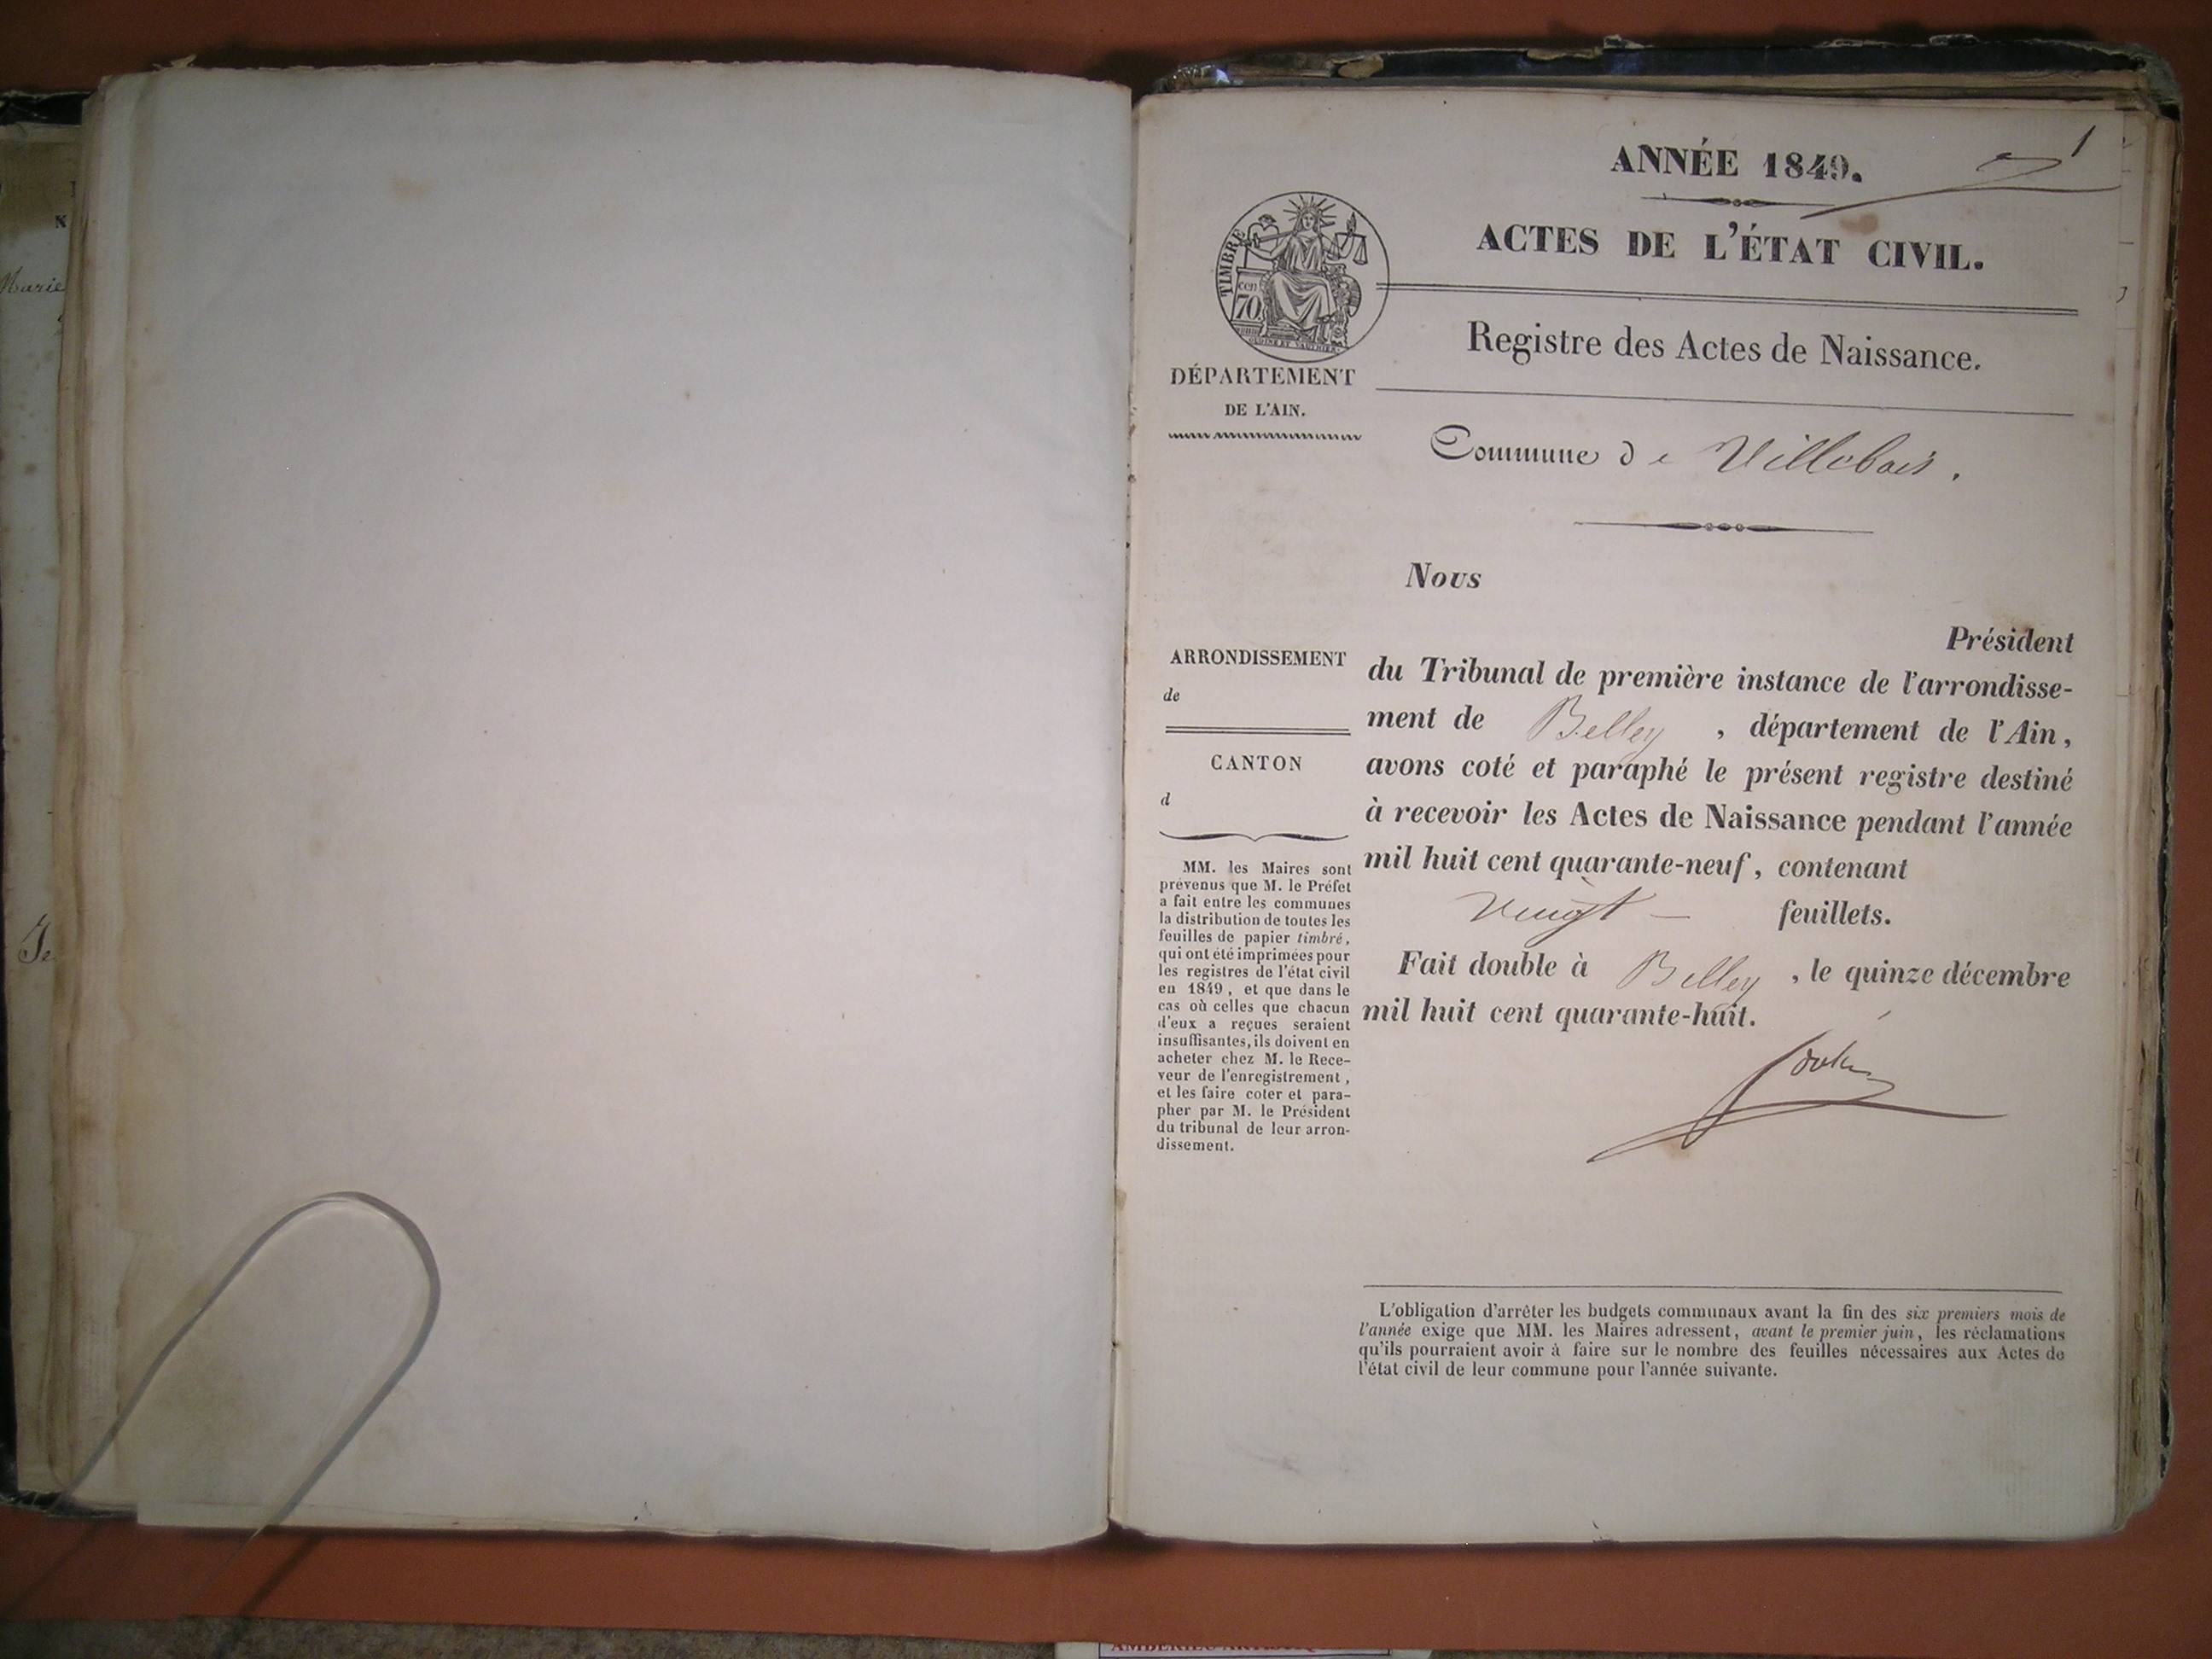 Marie
Je
ANNÉE 1849.
1
ACTES DE L'ÉTAT CIVIL.
TIMBRE
cen
70.
Registre des Actes de Naissance.
DÉPARTEMENT
DE L'AIN.
Commune de Villebois.
Nous
Président
du Tribunal de première instance de l'arrondisse-
ment de Belley, département de l'Ain,
avons coté et paraphé le présent registre destiné
à recevoir les Actes de Naissance pendant l'année
mil huit cent quarante-neuf, contenant
vingt — feuillets.
Fait double à Belley, le quinze décembre
mil huit cent quarante-huit.
ARRONDISSEMENT
de
CANTON
d
MM. les Maires sont
prévenus que M. le Préfet
a fait entre les communes
la distribution de toutes les
feuilles de papier timbré,
qui ont été imprimées pour
les registres de l'état civil
en 1849, et que dans le
cas où celles que chacun
d'eux a reçues seraient
insuffisantes, ils doivent en
acheter chez M. le Rece-
veur de l'enregistrement,
et les faire coter et para-
pher par M. le Président
du tribunal de leur arron-
dissement.
L'obligation d'arrêter les budgets communaux avant la fin des six premiers mois de
l'année exige que MM. les Maires adressent, avant le premier juin, les réclamations
qu'ils pourraient avoir à faire sur le nombre des feuilles nécessaires aux Actes de
l'état civil de leur commune pour l'année suivante.